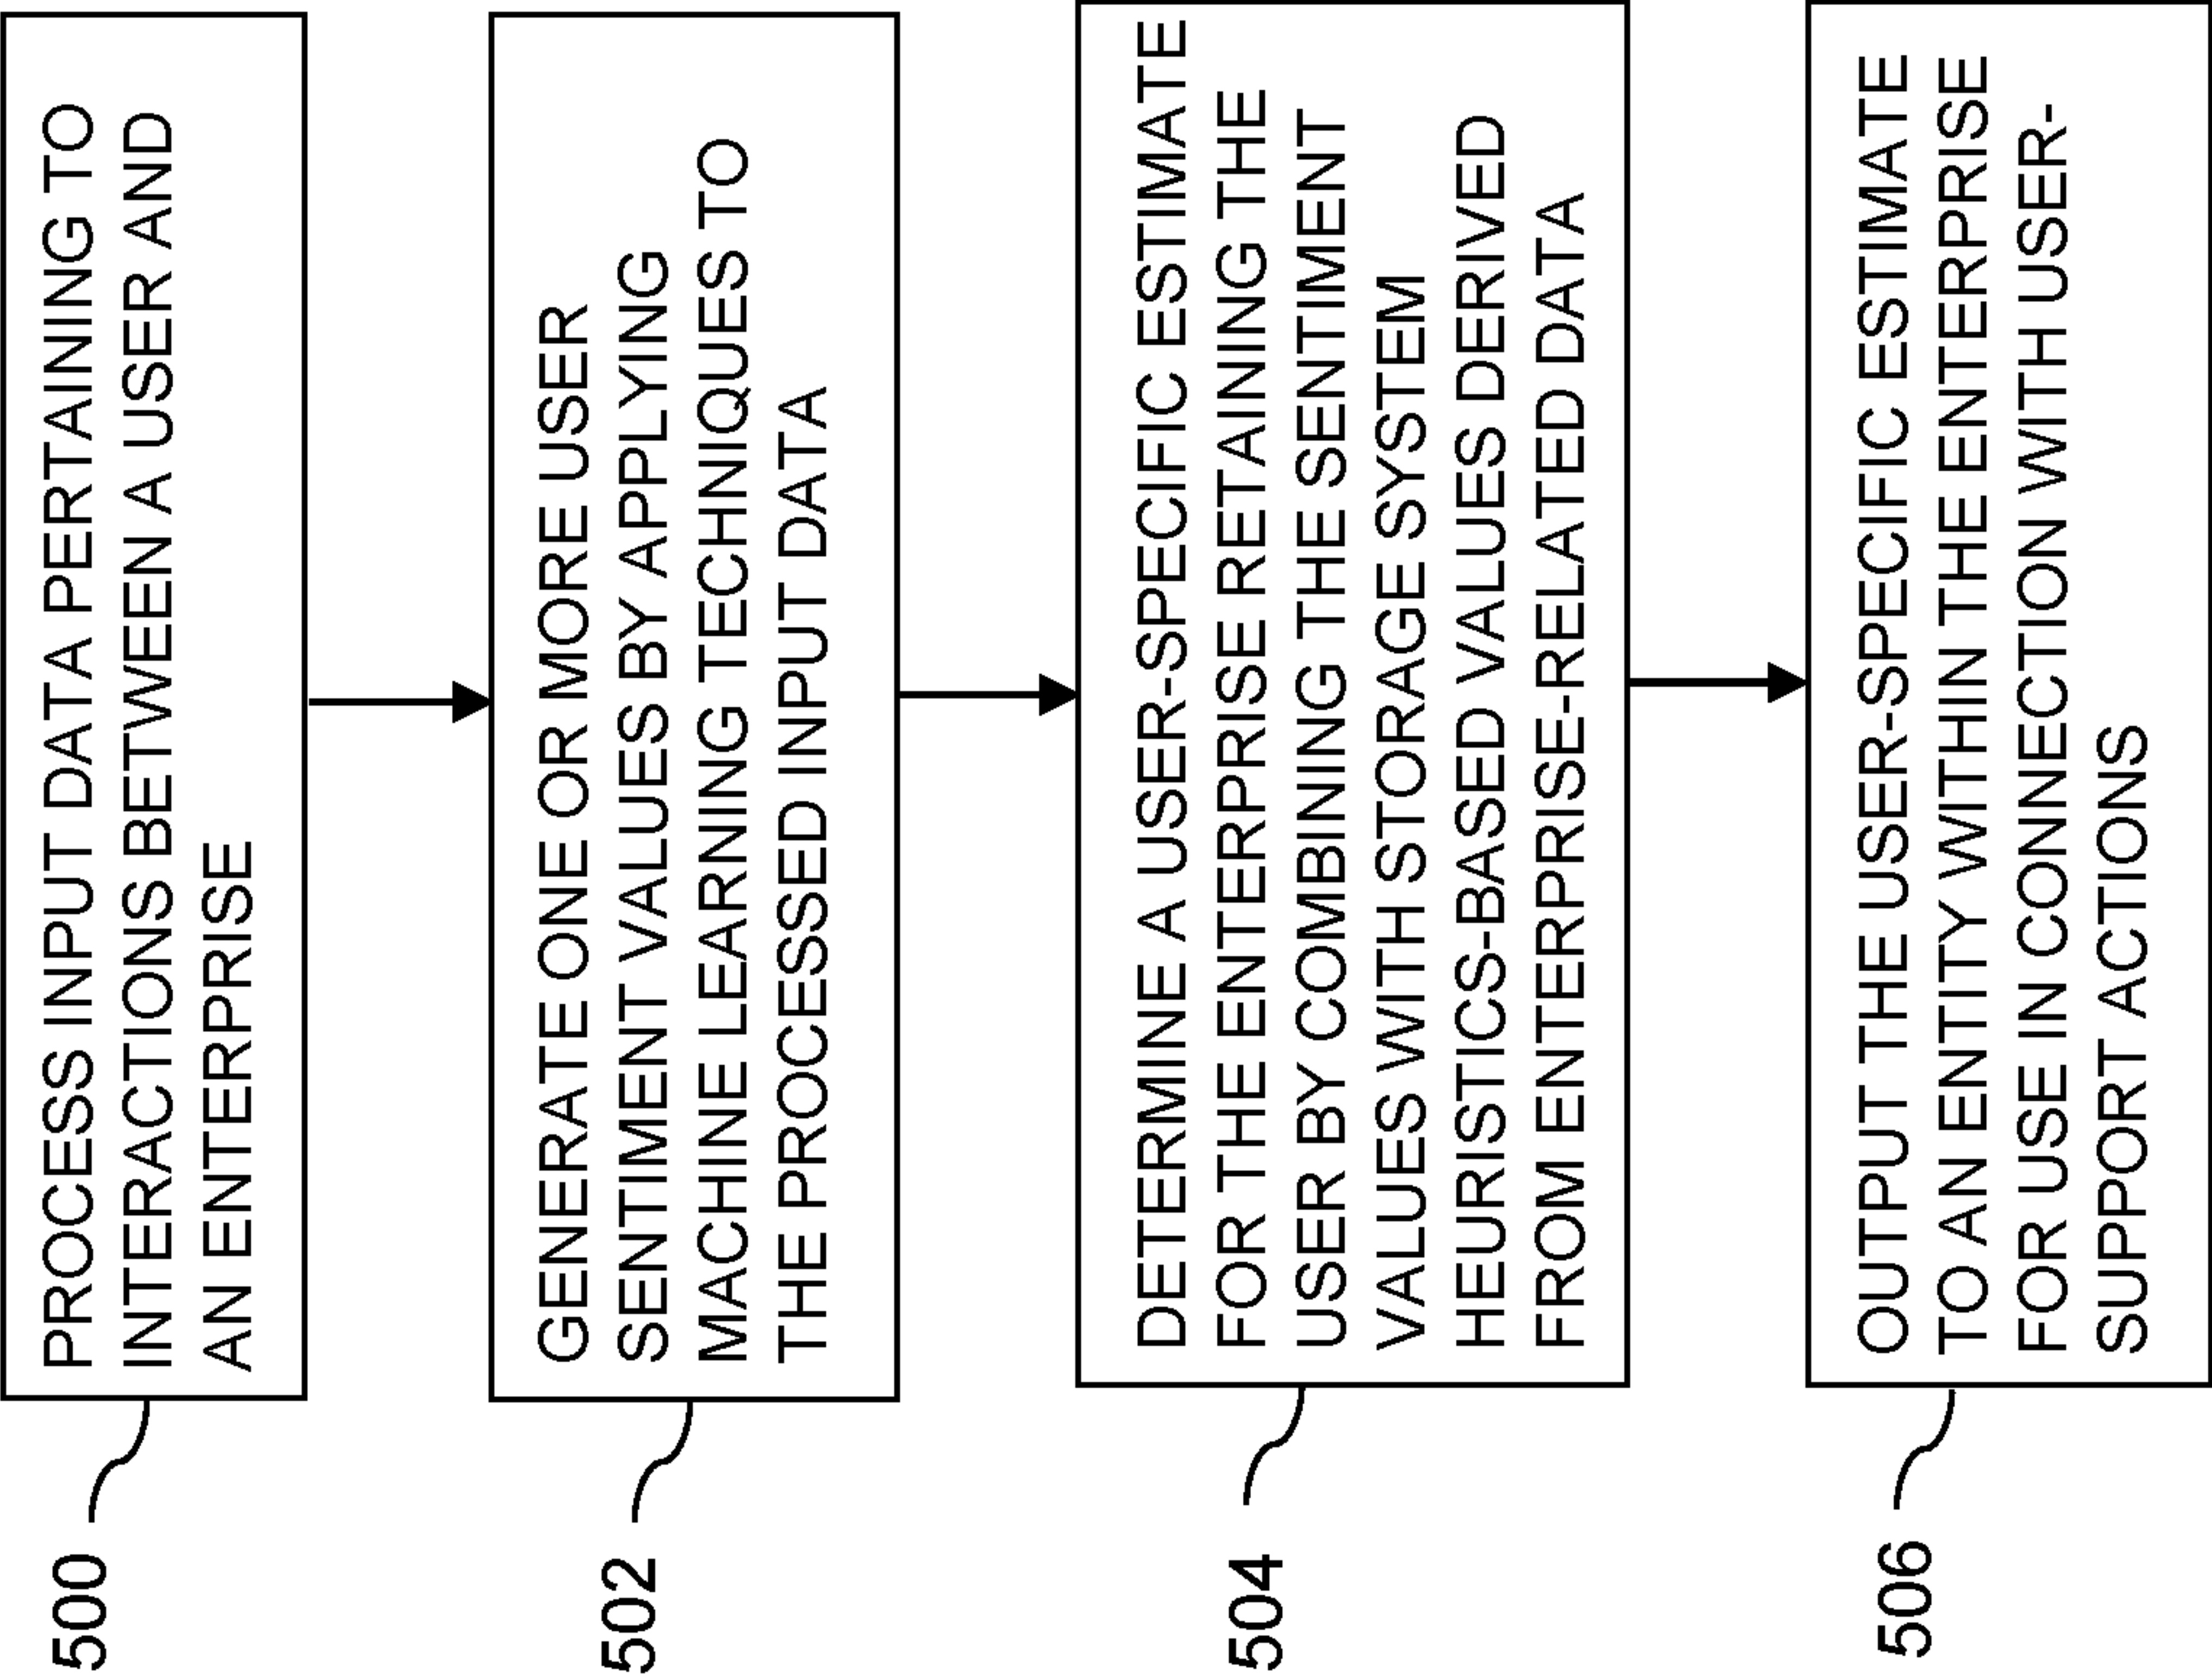 500
PROCESS INPUT DATA PERTAINING TO
INTERACTIONS BETWEEN A USER AND
AN ENTERPRISE
502
GENERATE ONE OR MORE USER
SENTIMENT VALUES BY APPLYING
MACHINE LEARNING TECHNIQUES TO
THE PROCESSED INPUT DATA
504
DETERMINE A USER-SPECIFIC ESTIMATE
FOR THE ENTERPRISE RETAINING THE
USER BY COMBINING THE SENTIMENT
VALUES WITH STORAGE SYSTEM
HEURISTICS-BASED VALUES DERIVED
FROM ENTERPRISE-RELATED DATA
506
OUTPUT THE USER-SPECIFIC ESTIMATE
TO AN ENTITY WITHIN THE ENTERPRISE
FOR USE IN CONNECTION WITH USER-
SUPPORT ACTIONS